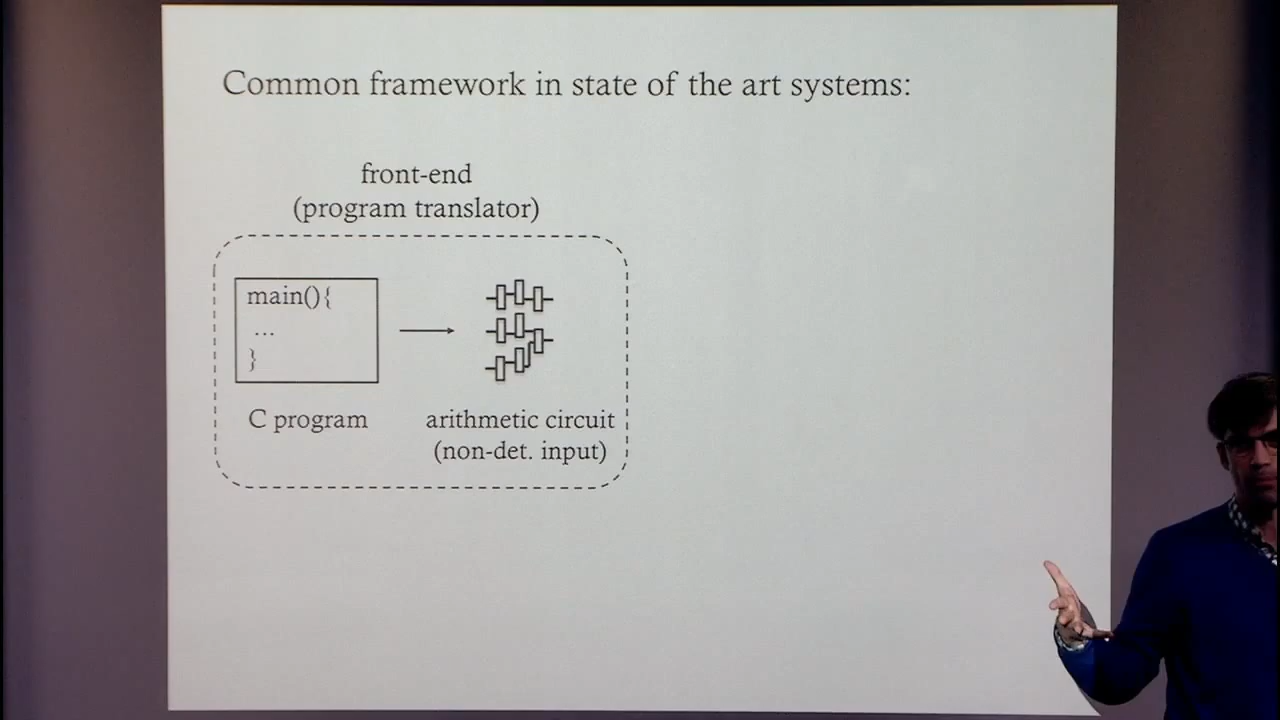 Common framework in state of the art systems:
front-end
(program translator)
main(){
...
}
C program
arithmetic circuit
(non-det. input)